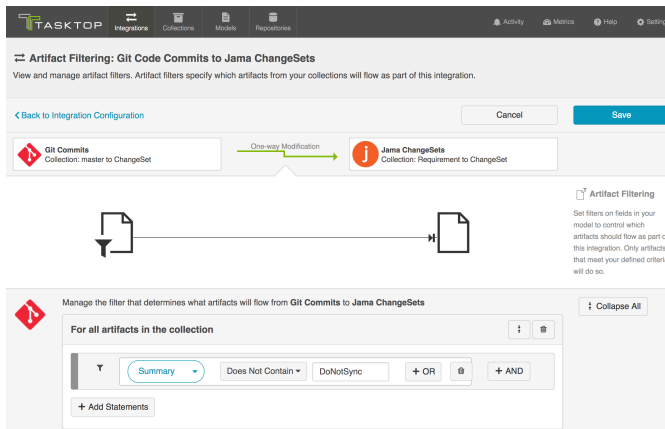 TASKTOP
Integrations
Collections
Models
Repositories
Activity
Metrics
Help
Setting
Artifact Filtering: Git Code Commits to Jama ChangeSets
View and manage artifact filters. Artifact filters specify which artifacts from your collections will flow as part of this integration.
Back to Integration Configuration
Cancel
Save
Git Commits
Collection: master to ChangeSet
One-way Modification
Jama ChangeSets
Collection: Requirement to ChangeSet
Artifact Filtering
Set filters on fields in your
model to control which
artifacts should flow as part o
this integration. Only artifacts
that meet your defined criteri
will do so.
Manage the filter that determines what artifacts will flow from Git Commits to Jama ChangeSets
Collapse All
For all artifacts in the collection
Summary
Does Not Contain
DoNotSync
+ OR
+ AND
+ Add Statements